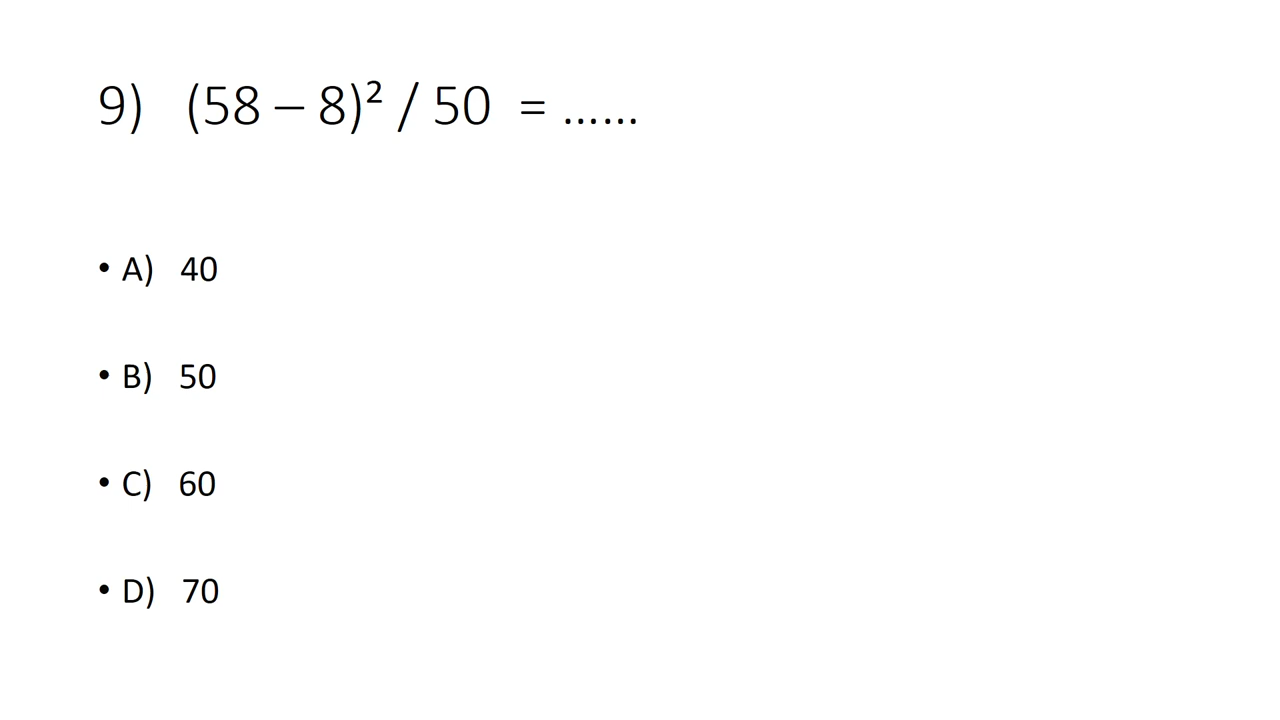 9) (58 – 8)² / 50 = ......
• A) 40
• B) 50
• C) 60
• D) 70